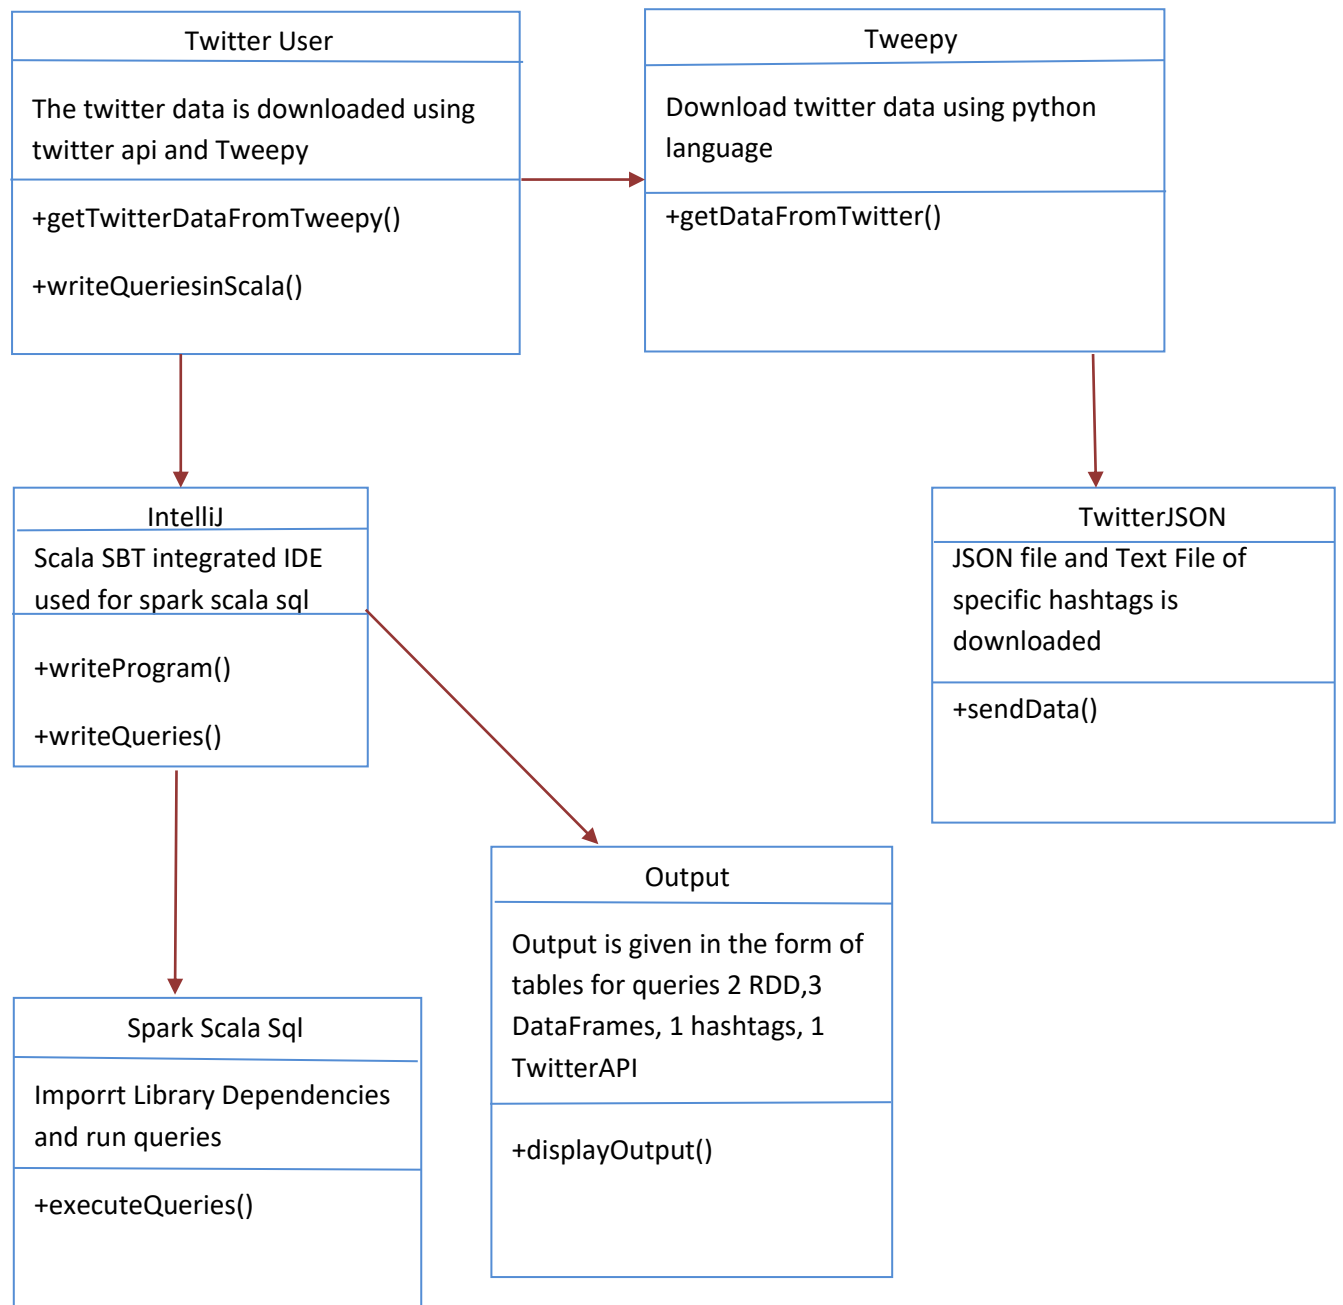 Twitter User
The twitter data is downloaded using
twitter api and Tweepy
+getTwitterDataFromTweepy()
+writeQueriesinScala()
Tweepy
Download twitter data using python
language
+getDataFromTwitter()
IntelliJ
Scala SBT integrated IDE
used for spark scala sql
+writeProgram()
+writeQueries()
TwitterJSON
JSON file and Text File of
specific hashtags is
downloaded
+sendData()
Output
Output is given in the form of
tables for queries 2 RDD,3
DataFrames, 1 hashtags, 1
TwitterAPI
+displayOutput()
Spark Scala Sql
Imporrt Library Dependencies
and run queries
+executeQueries()